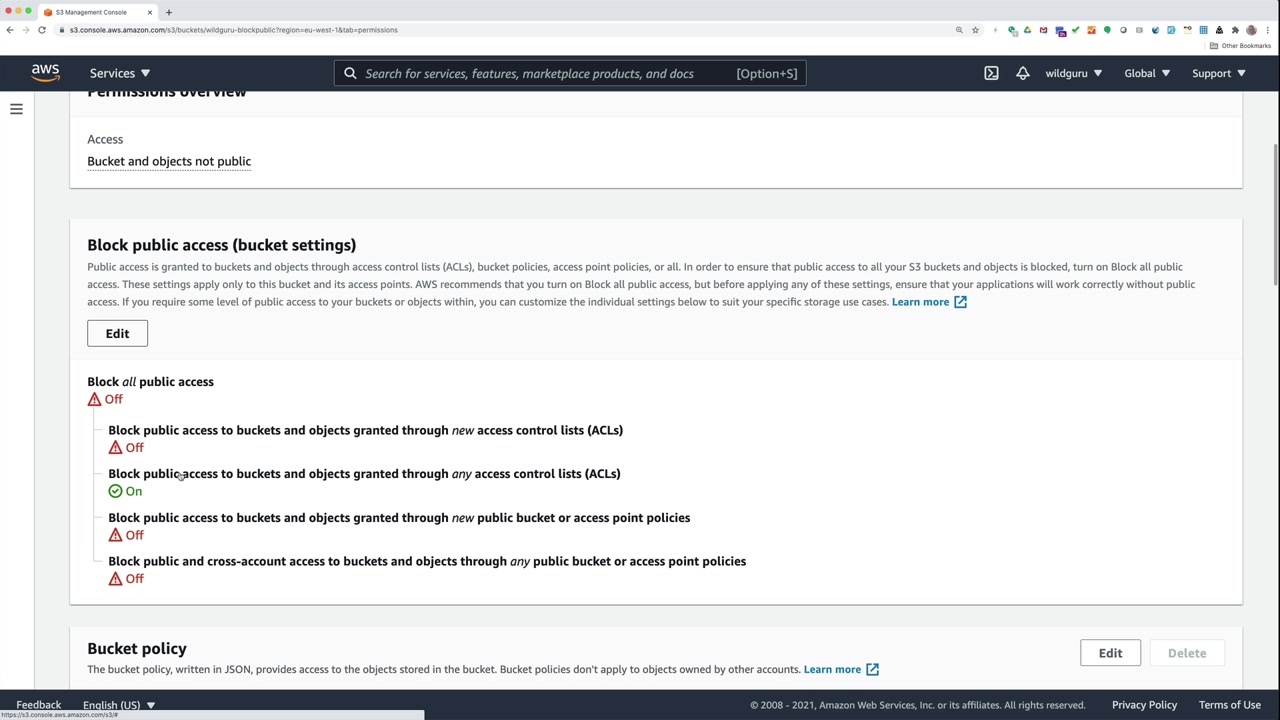 S3 Management Console
s3.console.aws.amazon.com/s3/buckets/wildguru-blockpublic?region=eu-west-1&tab=permissions
Other Bookmarks
aws
Services
Search for services, features, marketplace products, and docs
[Option+S]
wildguru
Global
Support
Permissions overview
Access
Bucket and objects not public
Block public access (bucket settings)
Public access is granted to buckets and objects through access control lists (ACLs), bucket policies, access point policies, or all. In order to ensure that public access to all your S3 buckets and objects is blocked, turn on Block all public
access. These settings apply only to this bucket and its access points. AWS recommends that you turn on Block all public access, but before applying any of these settings, ensure that your applications will work correctly without public
access. If you require some level of public access to your buckets or objects within, you can customize the individual settings below to suit your specific storage use cases. Learn more
Edit
Block all public access
Off
Block public access to buckets and objects granted through new access control lists (ACLs)
Off
Block public access to buckets and objects granted through any access control lists (ACLs)
On
Block public access to buckets and objects granted through new public bucket or access point policies
Off
Block public and cross-account access to buckets and objects through any public bucket or access point policies
Off
Bucket policy
Edit
Delete
The bucket policy, written in JSON, provides access to the objects stored in the bucket. Bucket policies don't apply to objects owned by other accounts. Learn more
Feedback
English (US)
© 2008 - 2021, Amazon Web Services, Inc. or its affiliates. All rights reserved.
Privacy Policy
Terms of Use
https://s3.console.aws.amazon.com/s3/#